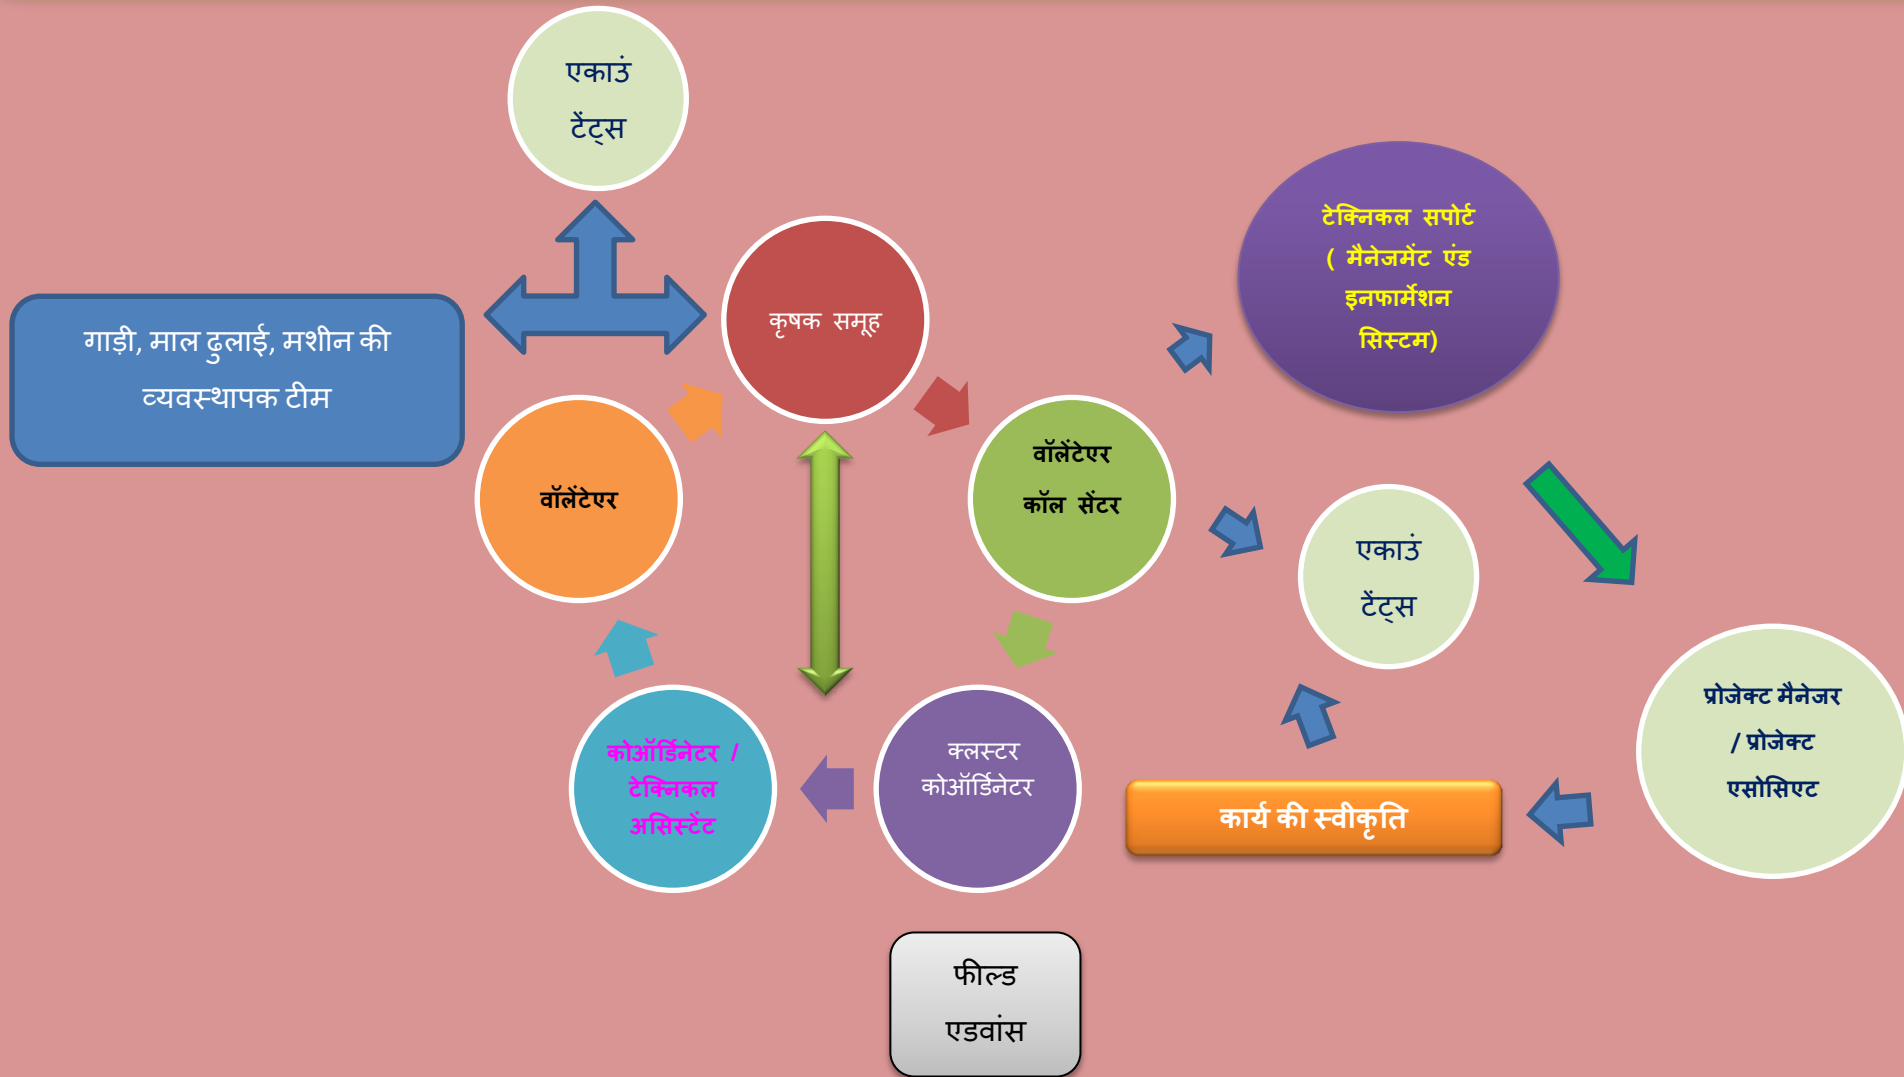 एकाउं
टेंट्स
टेक्निकल सपोर्ट
( मैनेजमेंट एंड
इनफार्मेशन
सिस्टम)
कृषक समूह
गाड़ी, माल ढुलाई, मशीन की
व्यवस्थापक टीम
वॉलेंटेएर
वॉलेंटेएर
कॉल सेंटर
एकाउं
टेंट्स
प्रोजेक्ट मैनेजर
/ प्रोजेक्ट
एसोसिएट
कोऑर्डिनेटर /
टेक्निकल
असिस्टेंट
क्लस्टर
कोऑर्डिनेटर
कार्य की स्वीकृति
फील्ड
एडवांस